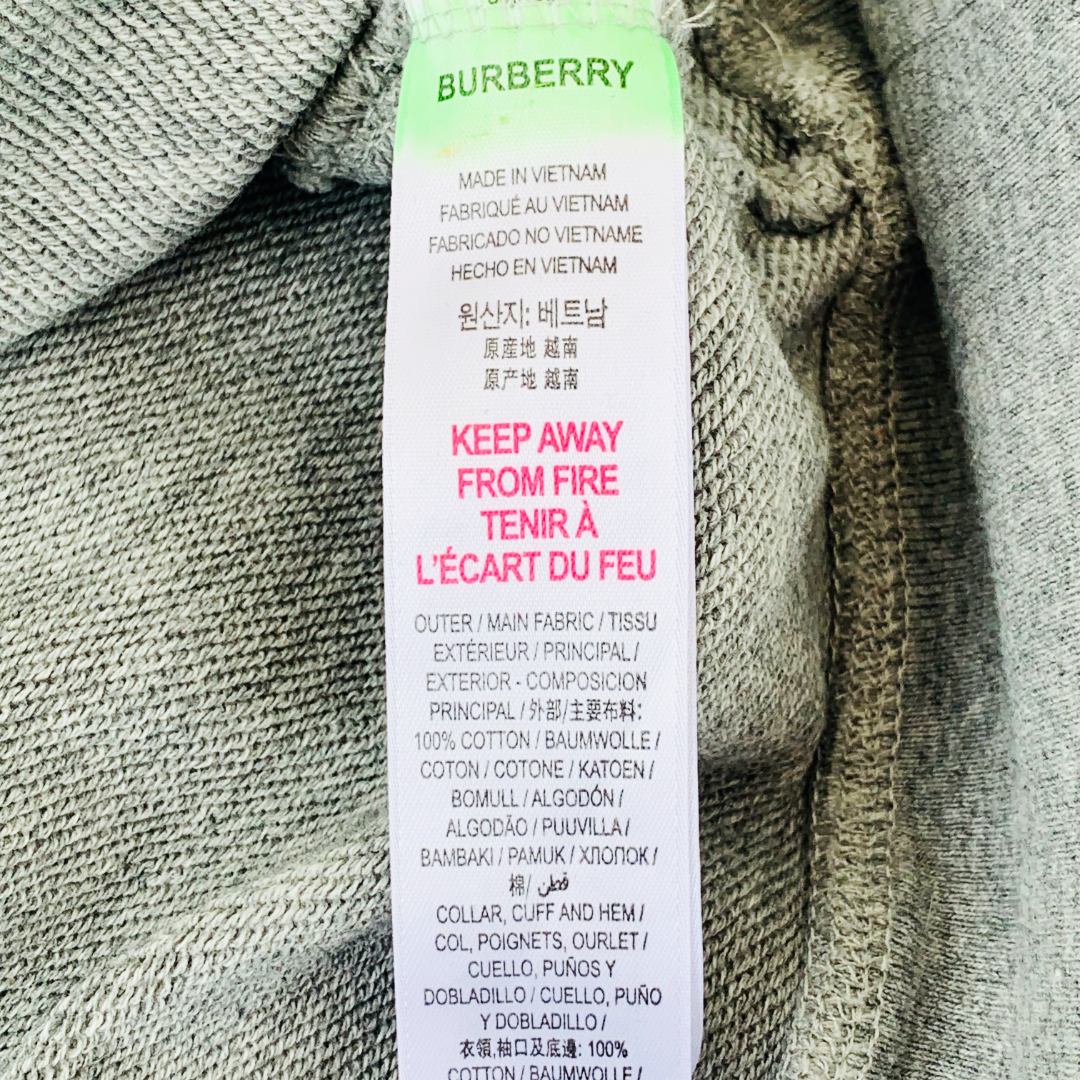 BURBERRY
MADE IN VIETNAM
FABRIQUÉ AU VIETNAM
FABRICADO NO VIETNAME
HECHO EN VIETNAM
원산지: 베트남
原産地 越南
原产地 越南
KEEP AWAY
FROM FIRE
TENIR À
L'ÉCART DU FEU
OUTER / MAIN FABRIC / TISSU
EXTÉRIEUR / PRINCIPAL /
EXTERIOR - COMPOSICION
PRINCIPAL / 外部/主要布料:
100% COTTON / BAUMWOLLE /
COTON / COTONE / KATOEN /
BOMULL / ALGODÓN /
ALGODÃO / PUUVILLA /
BAMBAKI / PAMUK / ХЛОПОК /
棉/ قطن
COLLAR, CUFF AND HEM /
COL, POIGNETS, OURLET /
CUELLO, PUÑOS Y
DOBLADILLO / CUELLO, PUÑO
Y DOBLADILLO /
衣領,袖口及底邊: 100%
COTTON / BAUMWOLLE /